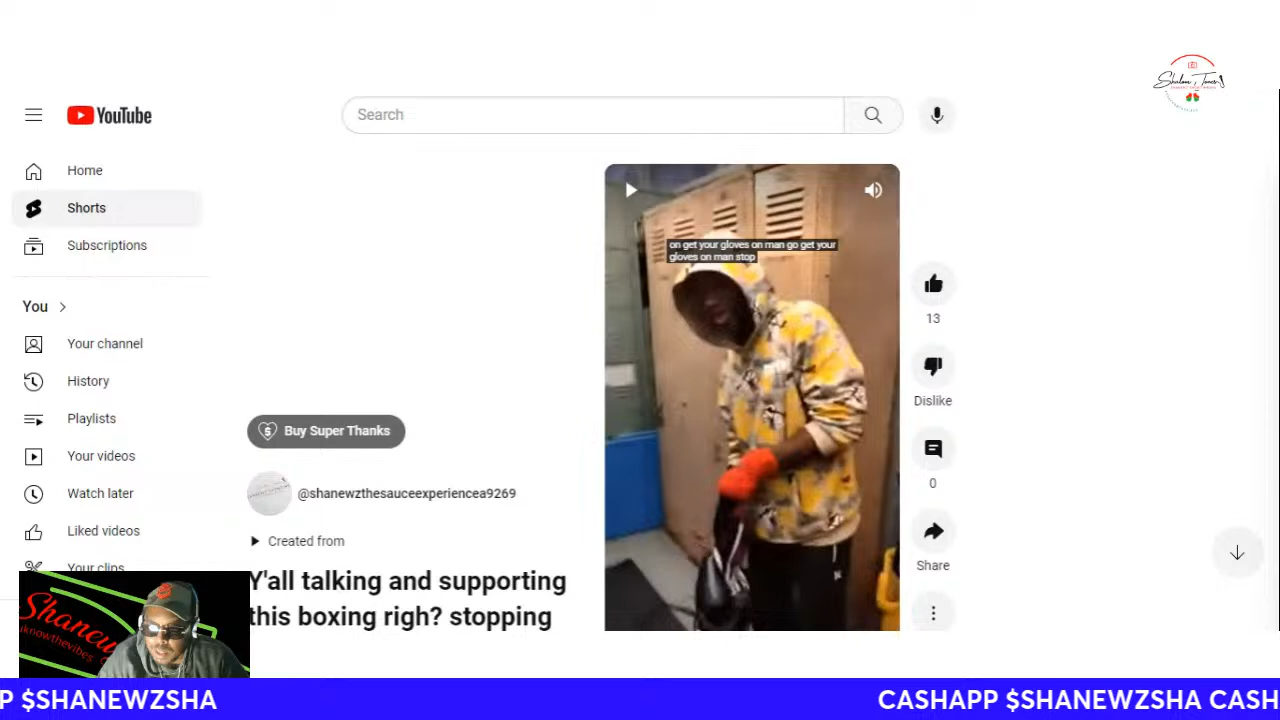 YouTube
Search
Home
Shorts
Subscriptions
You
Your channel
History
Playlists
Your videos
Watch later
Liked videos
Your clips
on get your gloves on man go get your
gloves on man stop
13
Dislike
0
Share
Buy Super Thanks
@shanewzthesauceexperiencea9269
Created from
Y'all talking and supporting
this boxing righ? stopping
Shanewz
iknowthevibes
P $SHANEWZSHA
CASHAPP $SHANEWZSHA CASH